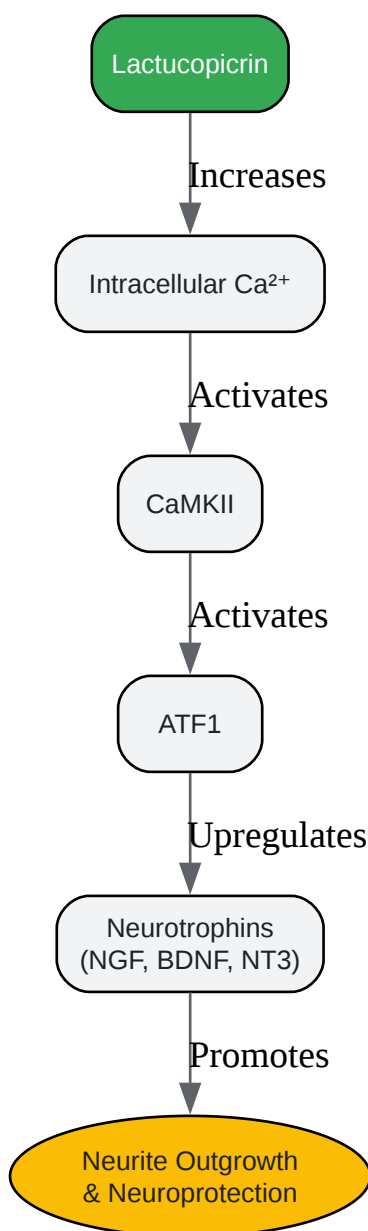 Lactucopicrin
Increases
Intracellular Ca²⁺
Activates
CaMKII
Activates
ATF1
Upregulates
Neurotrophins
(NGF, BDNF, NT3)
Promotes
Neurite Outgrowth
& Neuroprotection